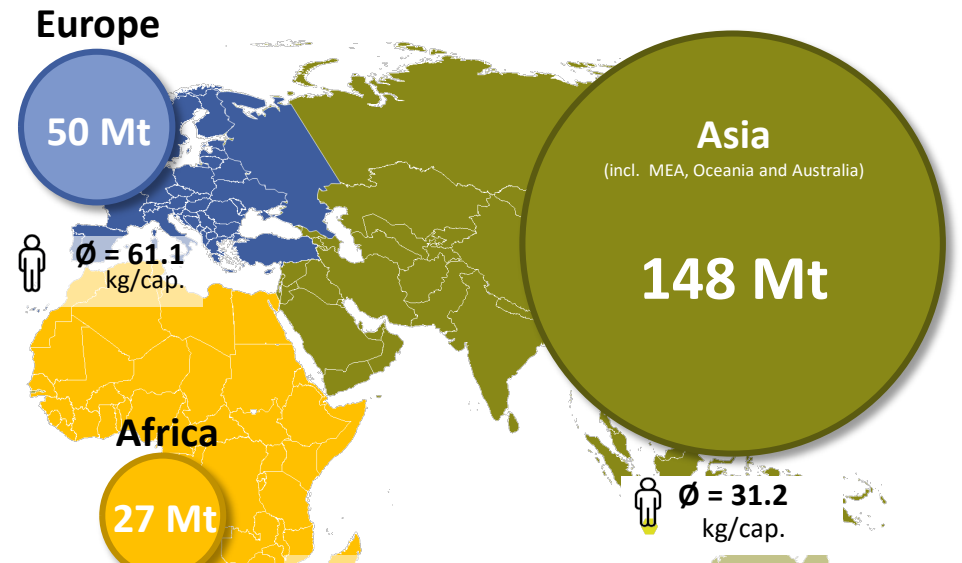 Europe
50 Mt
Ø = 61.1
kg/cap.
Asia
(incl.  MEA, Oceania and Australia)
148 Mt
Africa
27 Mt
Ø = 31.2
kg/cap.